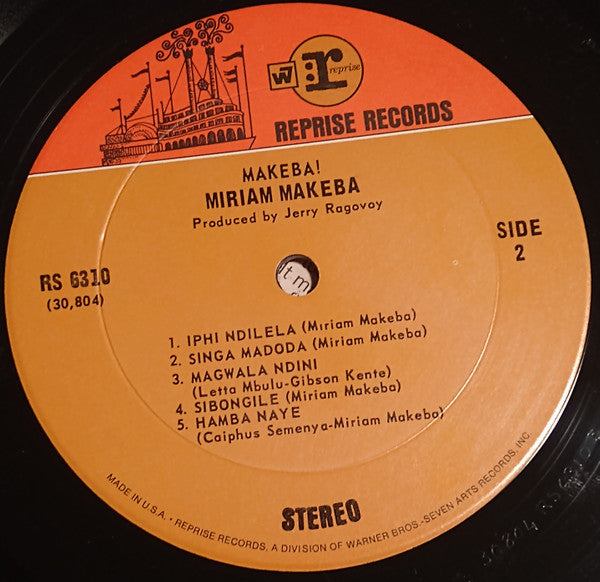 W7
r: reprise
REPRISE RECORDS
MAKEBA!
MIRIAM MAKEBA
Produced by Jerry Ragovoy
SIDE
2
RS 6310
(30,804)
1. IPHI NDILELA (Miriam Makeba)
2. SINGA MADODA (Miriam Makeba)
3. MAGWALA NDINI
(Letta Mbulu-Gibson Kente)
4. SIBONGILE (Miriam Makeba)
5. HAMBA NAYE
(Caiphus Semenya-Miriam Makeba)
STEREO
MADE IN U.S.A. • REPRISE RECORDS, A DIVISION OF WARNER BROS.-SEVEN ARTS RECORDS, INC.